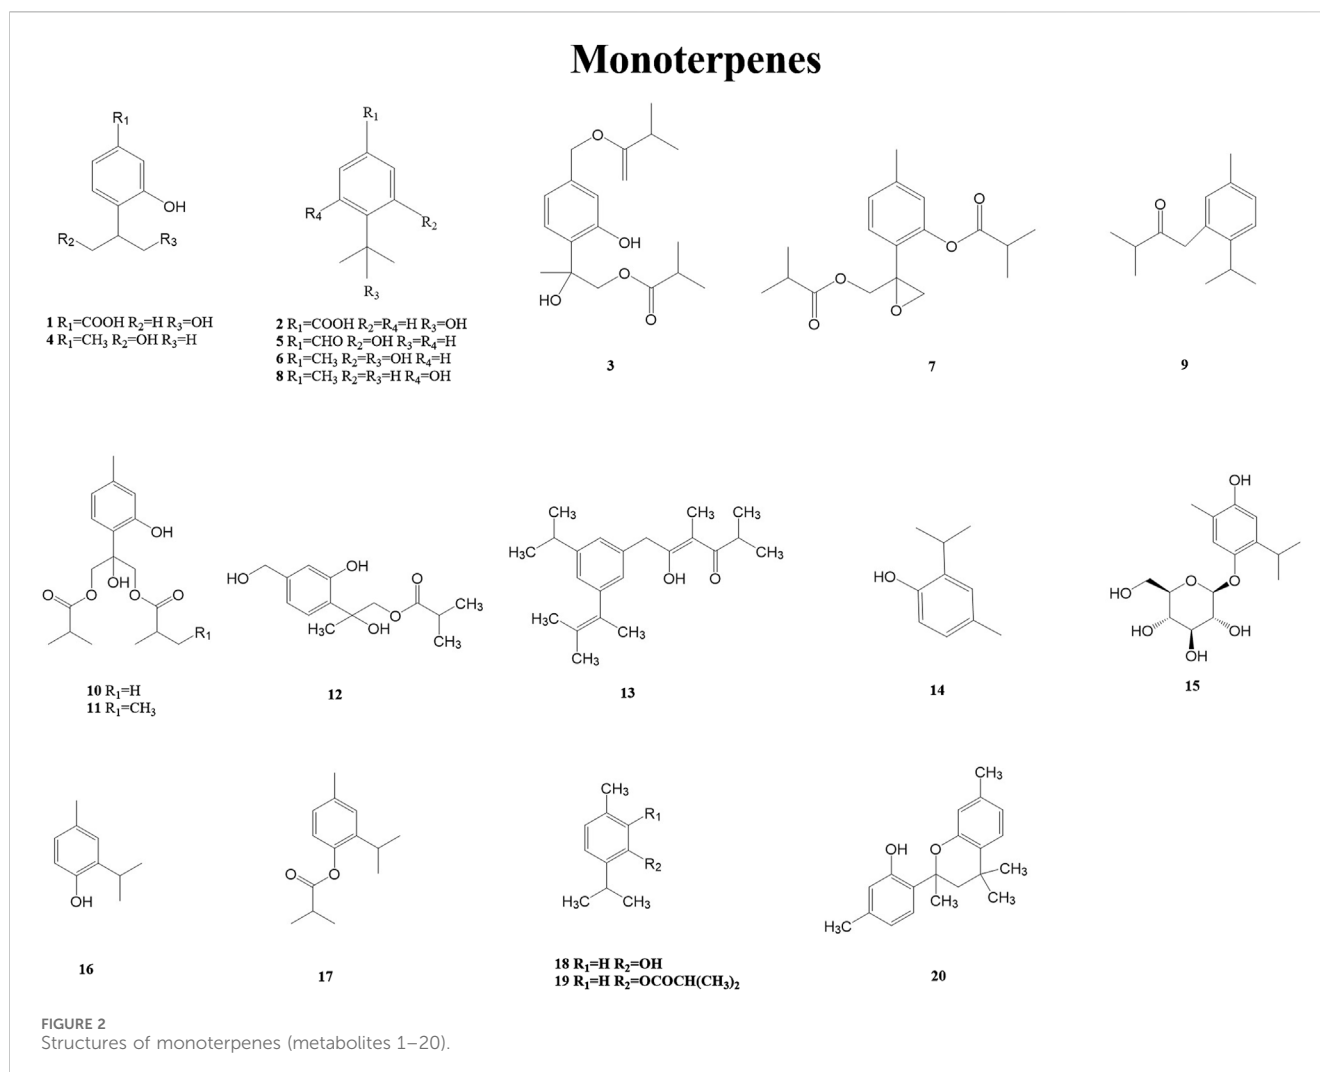 Monoterpenes
R₁
OH
R₂ R₃
1 R₁=COOH R₂=H R₃=OH
4 R₁=CH₃ R₂=OH R₃=H
R₁
R₄
R₂
R₃
2 R₁=COOH R₂=R₄=H R₃=OH
5 R₁=CHO R₂=OH R₃=R₄=H
6 R₁=CH₃ R₂=R₃=OH R₄=H
8 R₁=CH₃ R₂=R₃=H R₄=OH
O
OH
O
HO
O
3
O
O
O
O
O
7
O
9
OH
OH
O O O O
R₁
10 R₁=H
11 R₁=CH₃
HO
OH
O
O
CH₃
H₃C OH
CH₃
12
CH₃
H₃C
CH₃ CH₃
CH₃
OH O
H₃C
CH₃
CH₃
13
HO
14
OH
O
O
HO
HO
OH
OH
15
OH
16
O
O
17
CH₃
R₁
R₂
H₃C CH₃
18 R₁=H R₂=OH
19 R₁=H R₂=OCOCH(CH₃)₂
CH₃
OH O
CH₃
CH₃ CH₃
H₃C
20
FIGURE 2
Structures of monoterpenes (metabolites 1–20).